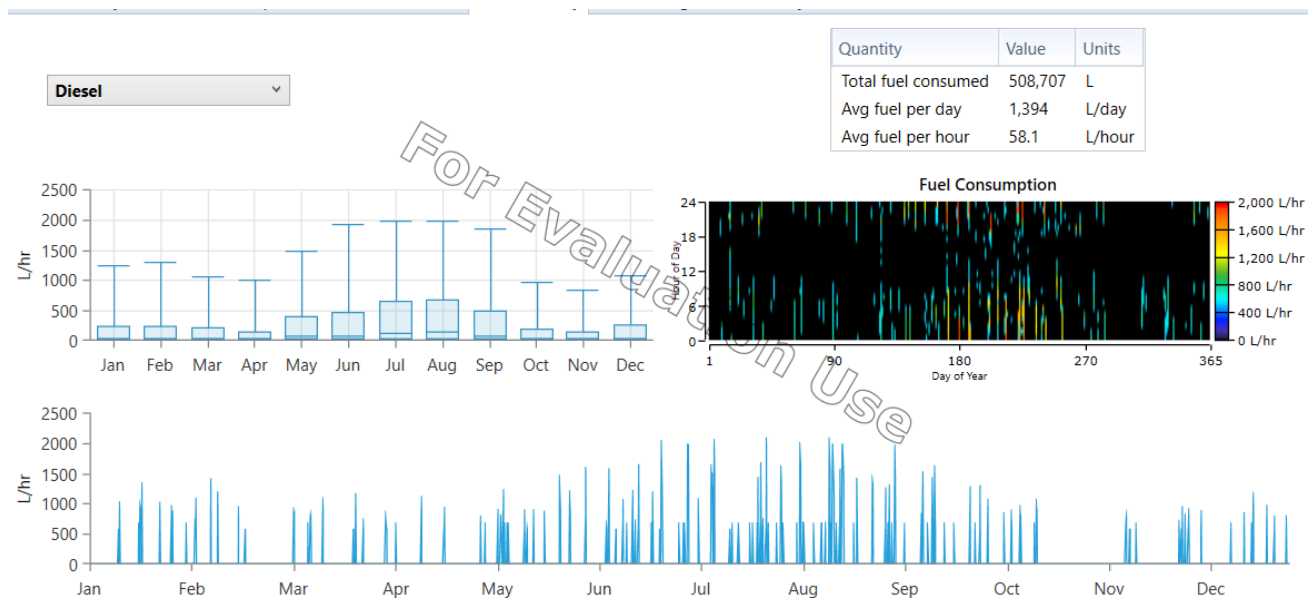 Quantity Value Units
Total fuel consumed 508,707 L
Avg fuel per day 1,394 L/day
Avg fuel per hour 58.1 L/hour
Diesel
For Evaluation Use
2500
2000
1500
1000
500
0
L/hr
Jan Feb Mar Apr May Jun Jul Aug Sep Oct Nov Dec
Fuel Consumption
24
18
12
6
0
Hour of Day
1 90 180 270 365
Day of Year
2,000 L/hr
1,600 L/hr
1,200 L/hr
800 L/hr
400 L/hr
0 L/hr
2500
2000
1500
1000
500
0
L/hr
Jan Feb Mar Apr May Jun Jul Aug Sep Oct Nov Dec